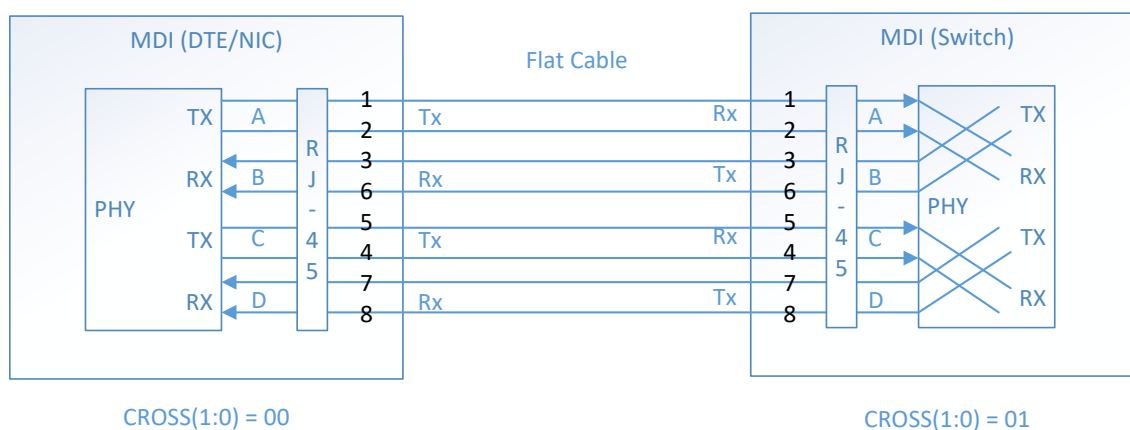 MDI (DTE/NIC)
Flat Cable
MDI (Switch)
PHY
TX
RX
TX
RX
A
B
C
D
R
J
-
4
5
1
2
3
6
5
4
7
8
Tx
Rx
Tx
Rx
Rx
Tx
Rx
Tx
1
2
3
6
5
4
7
8
R
J
-
4
5
A
B
C
D
PHY
TX
RX
TX
RX
CROSS(1:0) = 00
CROSS(1:0) = 01